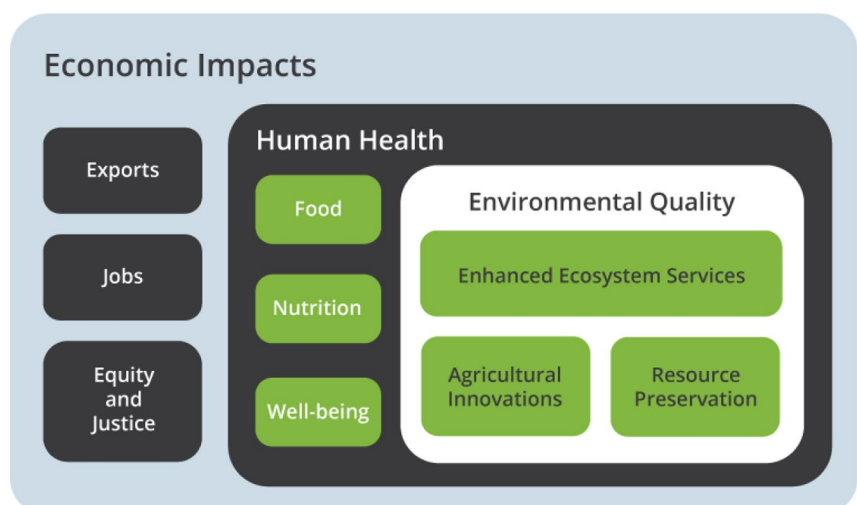 Economic Impacts
Exports
Jobs
Equity
and
Justice
Human Health
Food
Nutrition
Well-being
Environmental Quality
Enhanced Ecosystem Services
Agricultural
Innovations
Resource
Preservation